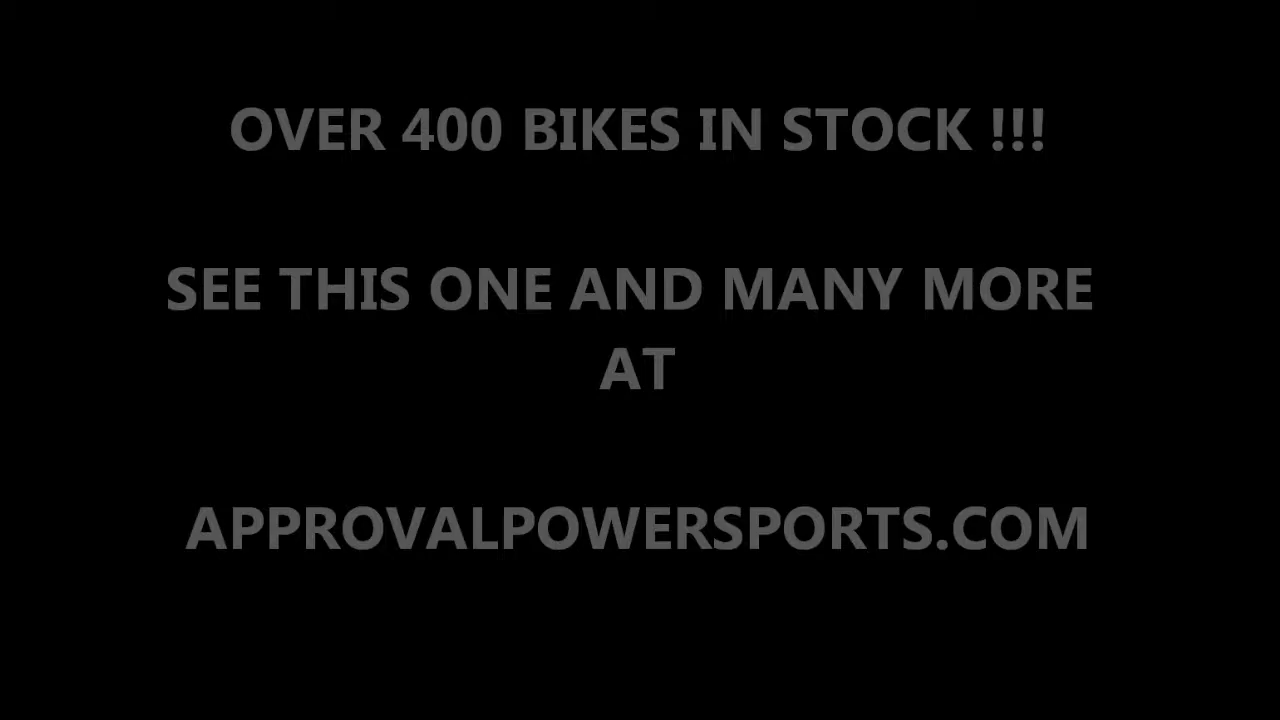 OVER 400 BIKES IN STOCK !!!
SEE THIS ONE AND MANY MORE
AT
APPROVALPOWERSPORTS.COM